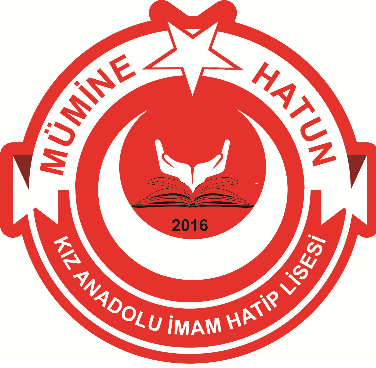 MÜMİNE HATUN
2016
KIZ ANADOLU İMAM HATİP LİSESİ